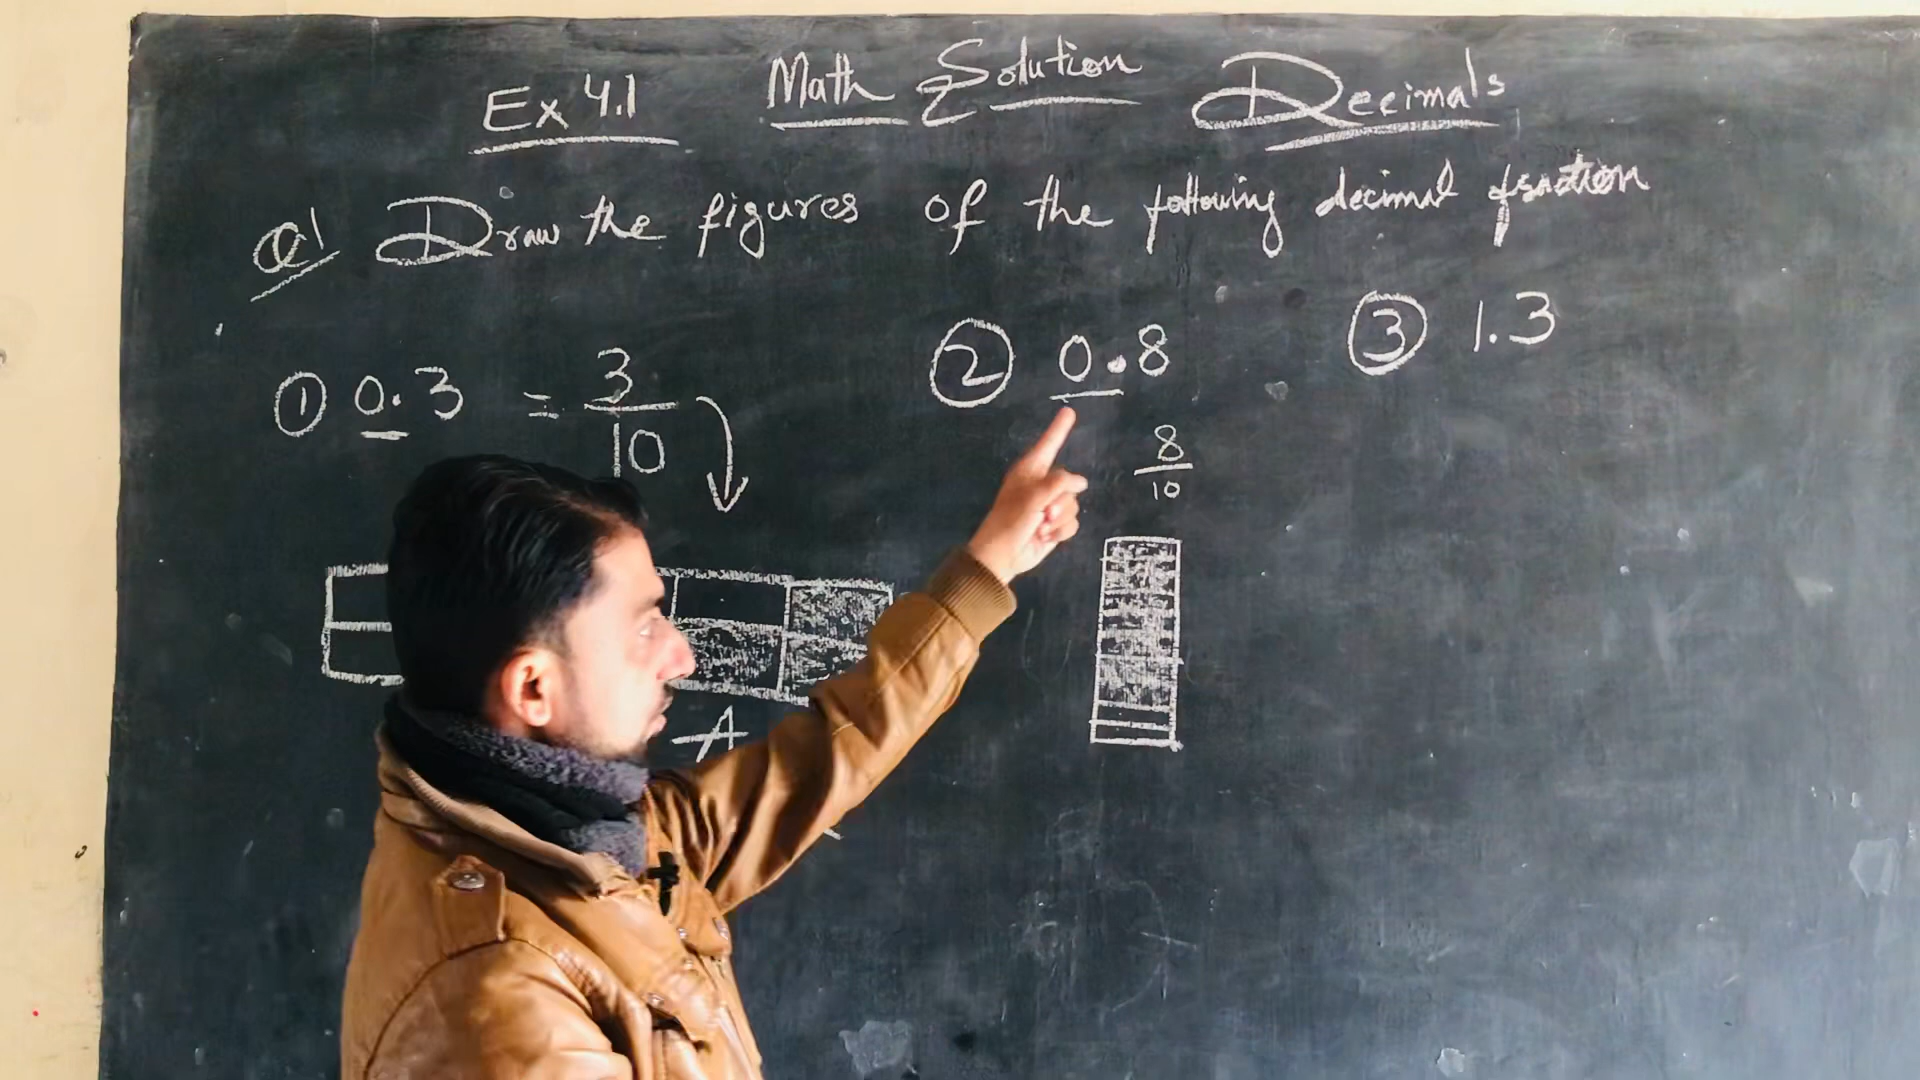 Ex 4.1 Math Solution Decimals
Q1 Draw the figures of the following decimal fraction
① 0.3 = 3/10 ② 0.8 ③ 1.3
8/10
A